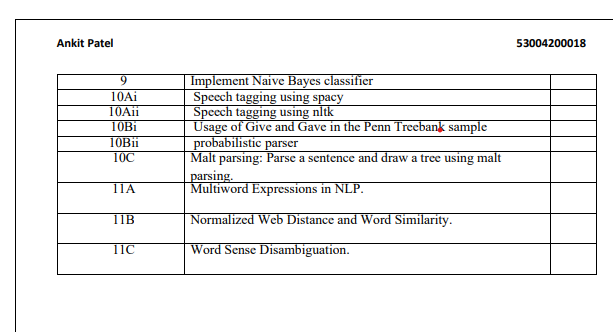 Ankit Patel 53004200018
9 Implement Naive Bayes classifier
10Ai Speech tagging using spacy
10Aii Speech tagging using nltk
10Bi Usage of Give and Gave in the Penn Treebank sample
10Bii probabilistic parser
10C Malt parsing: Parse a sentence and draw a tree using malt
parsing.
11A Multiword Expressions in NLP.
11B Normalized Web Distance and Word Similarity.
11C Word Sense Disambiguation.